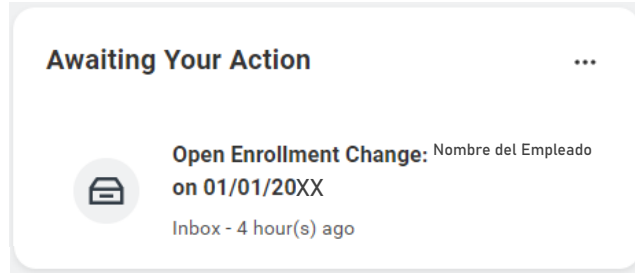 Awaiting Your Action
Open Enrollment Change: Nombre del Empleado
on 01/01/20XX
Inbox - 4 hour(s) ago